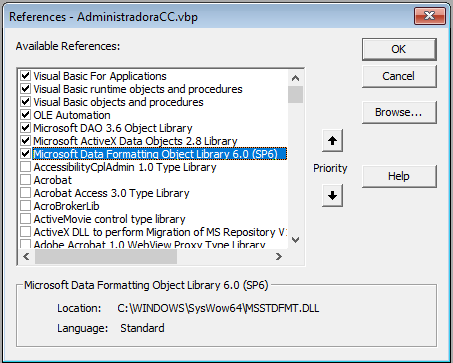 References - AdministradoraCC.vbp
Available References:
OK
Visual Basic For Applications
Visual Basic runtime objects and procedures
Cancel
Visual Basic objects and procedures
OLE Automation
Browse...
Microsoft DAO 3.6 Object Library
Microsoft ActiveX Data Objects 2.8 Library
Microsoft Data Formatting Object Library 6.0 (SP6)
AccessibilityCplAdmin 1.0 Type Library
Priority
Help
Acrobat
Acrobat Access 3.0 Type Library
AcroBrokerLib
ActiveMovie control type library
ActiveX DLL to perform Migration of MS Repository V
Adobe Acrobat 1.0 WebView Proxy Type Library
Microsoft Data Formatting Object Library 6.0 (SP6)
Location: C:\WINDOWS\SysWow64\MSSTDFMT.DLL
Language: Standard